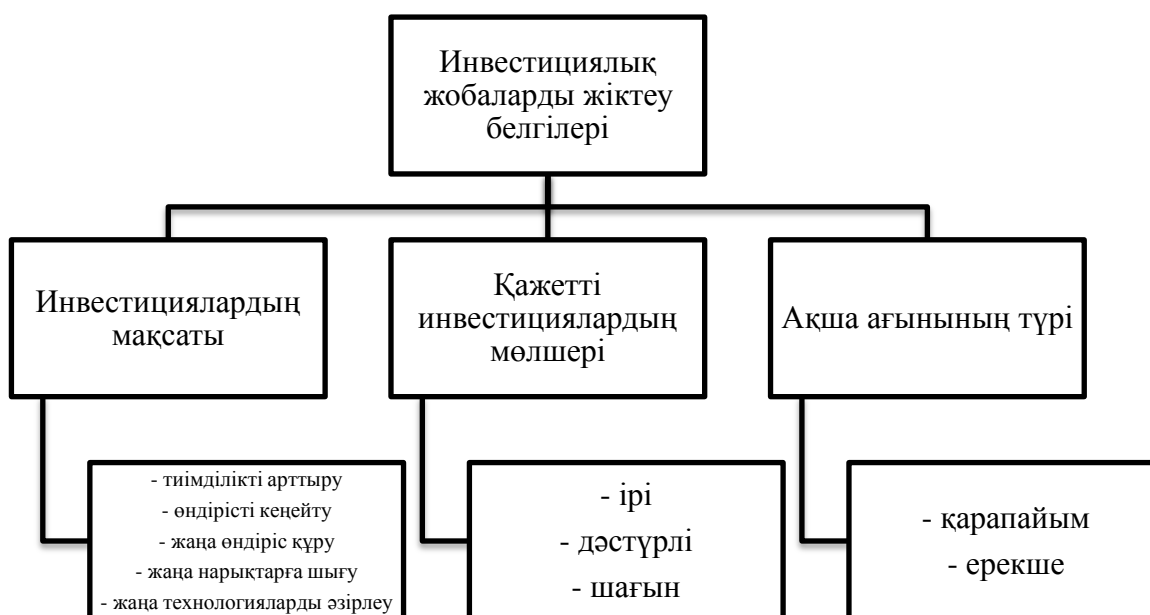 Инвестициялық
жобаларды жіктеу
белгілері
Инвестициялардың
мақсаты
Қажетті
инвестициялардың
мөлшері
Ақша ағынының түрі
- тиімділікті арттыру
- өндірісті кеңейту
- жаңа өндіріс құру
- жаңа нарықтарға шығу
- жаңа технологияларды әзірлеу
- ірі
- дәстүрлі
- шағын
- қарапайым
- ерекше